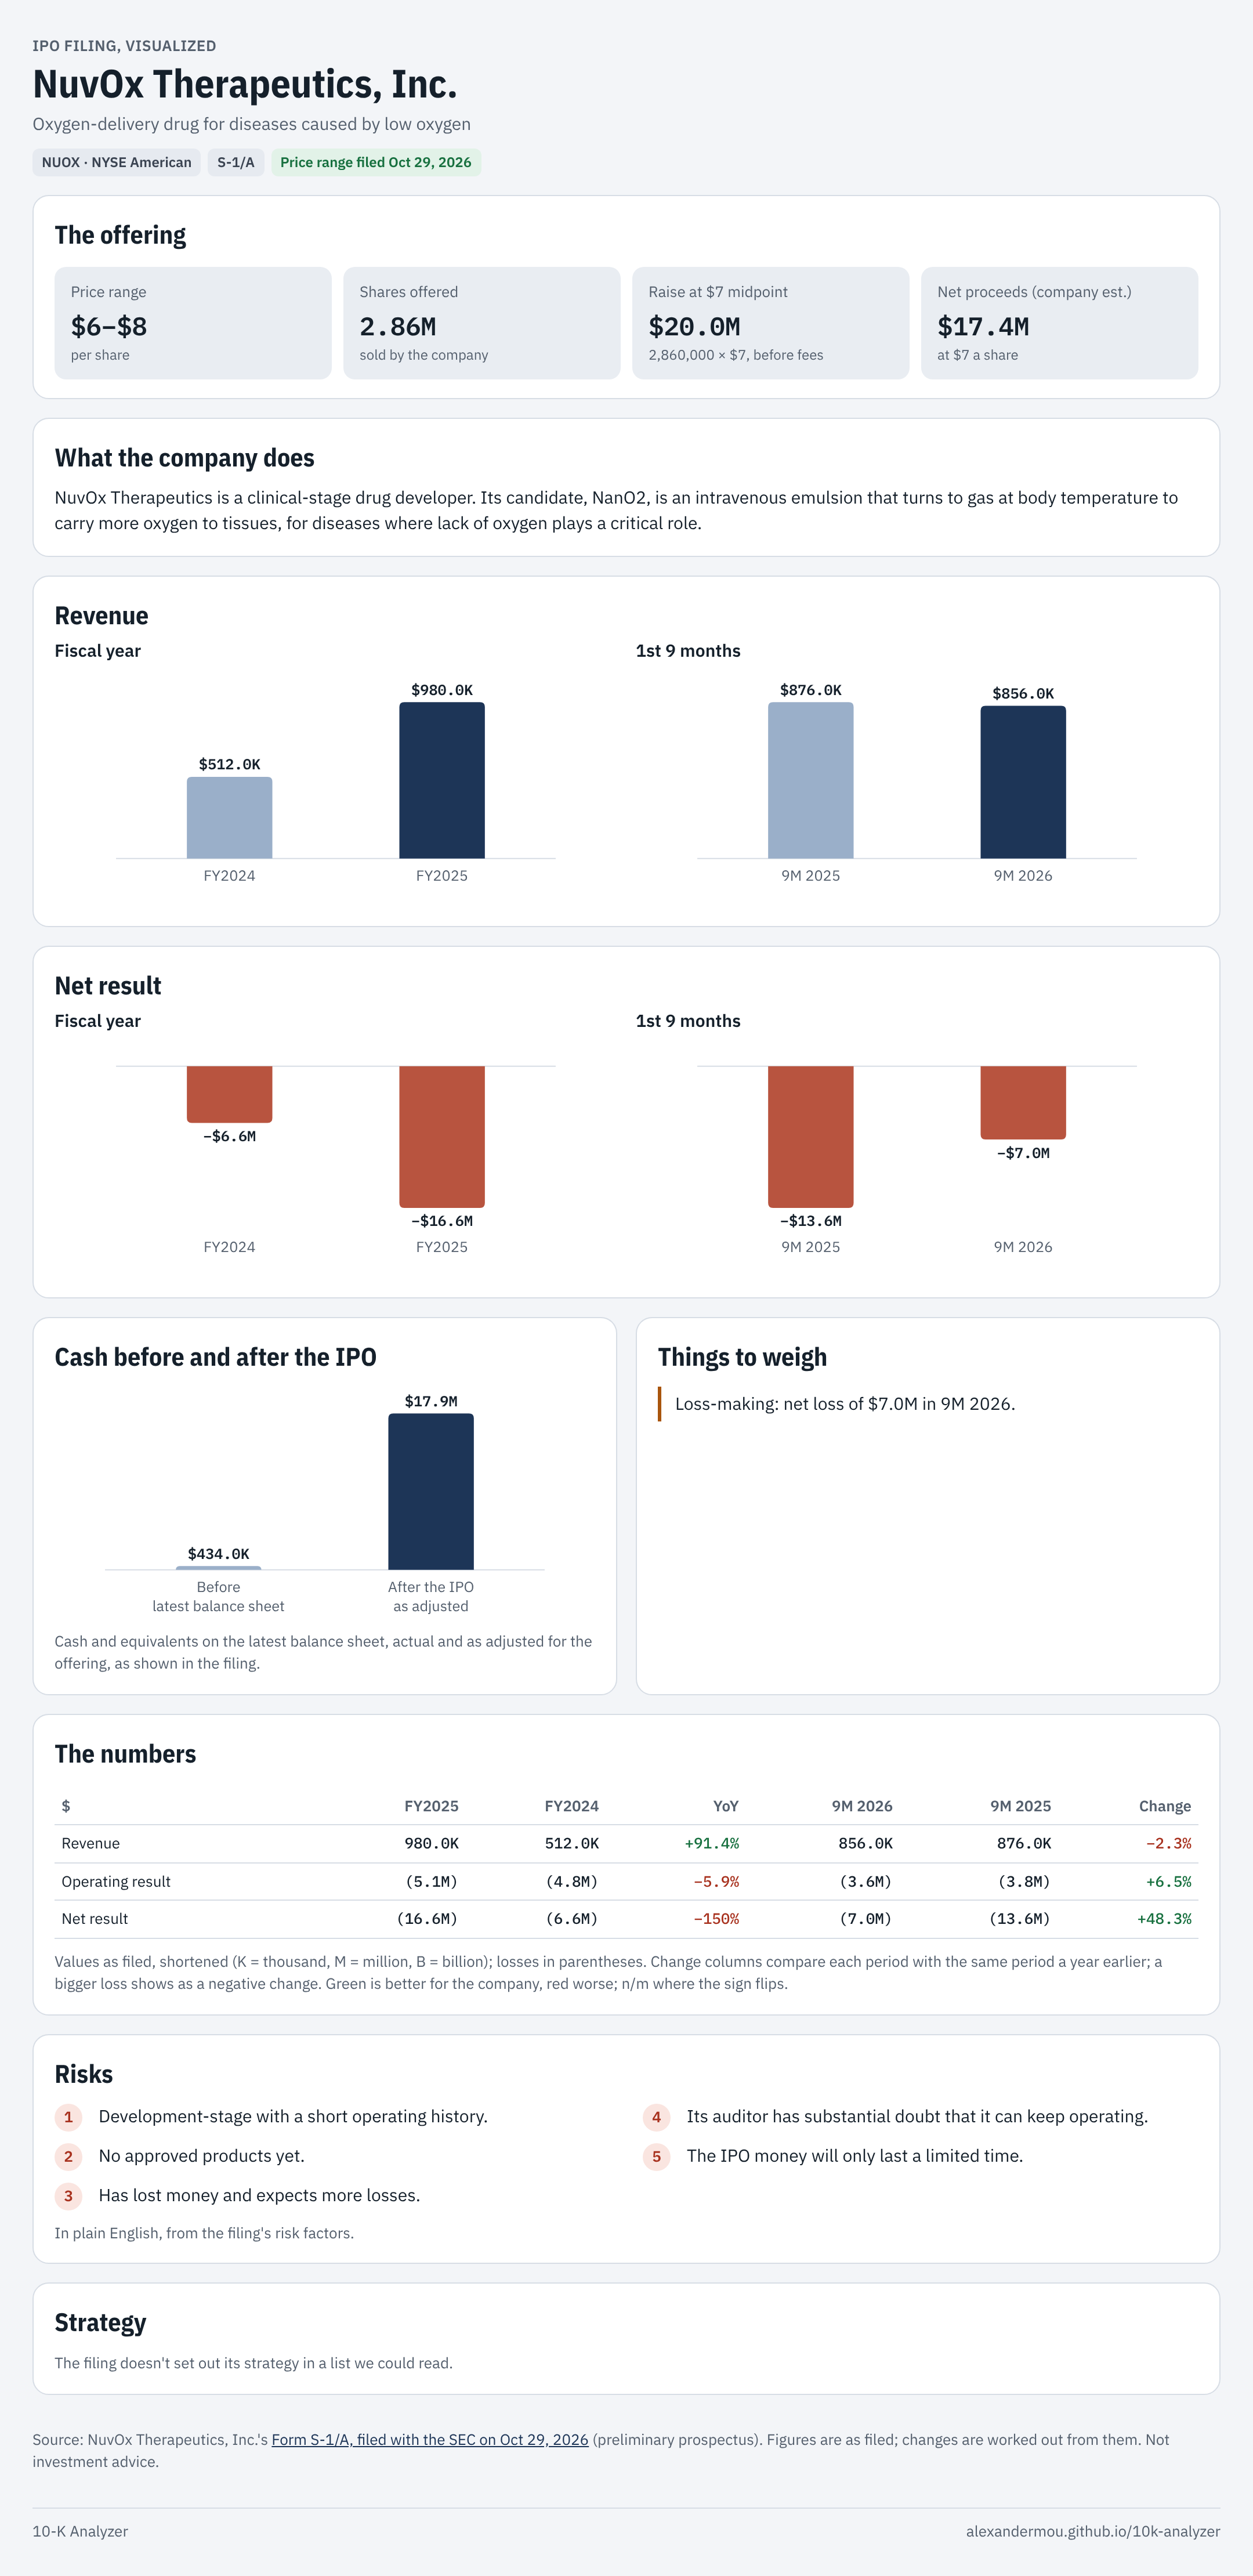 IPO FILING, VISUALIZED
NuvOx Therapeutics, Inc.
Oxygen-delivery drug for diseases caused by low oxygen
NUOX · NYSE American S-1/A Price range filed Oct 29, 2026
The offering
Price range
$6–$8
per share
Shares offered
2.86M
sold by the company
Raise at $7 midpoint
$20.0M
2,860,000 × $7, before fees
Net proceeds (company est.)
$17.4M
at $7 a share
What the company does
NuvOx Therapeutics is a clinical-stage drug developer. Its candidate, NanO2, is an intravenous emulsion that turns to gas at body temperature to
carry more oxygen to tissues, for diseases where lack of oxygen plays a critical role.
Revenue
Fiscal year
$512.0K
$980.0K
FY2024 FY2025
1st 9 months
$876.0K
$856.0K
9M 2025 9M 2026
Net result
Fiscal year
−$6.6M
−$16.6M
FY2024 FY2025
1st 9 months
−$13.6M
−$7.0M
9M 2025 9M 2026
Cash before and after the IPO
$434.0K
$17.9M
Before
latest balance sheet
After the IPO
as adjusted
Cash and equivalents on the latest balance sheet, actual and as adjusted for the
offering, as shown in the filing.
Things to weigh
Loss-making: net loss of $7.0M in 9M 2026.
The numbers
$ FY2025 FY2024 YoY 9M 2026 9M 2025 Change
Revenue 980.0K 512.0K +91.4% 856.0K 876.0K −2.3%
Operating result (5.1M) (4.8M) −5.9% (3.6M) (3.8M) +6.5%
Net result (16.6M) (6.6M) −150% (7.0M) (13.6M) +48.3%
Values as filed, shortened (K = thousand, M = million, B = billion); losses in parentheses. Change columns compare each period with the same period a year earlier; a
bigger loss shows as a negative change. Green is better for the company, red worse; n/m where the sign flips.
Risks
1 Development-stage with a short operating history.
2 No approved products yet.
3 Has lost money and expects more losses.
4 Its auditor has substantial doubt that it can keep operating.
5 The IPO money will only last a limited time.
In plain English, from the filing's risk factors.
Strategy
The filing doesn't set out its strategy in a list we could read.
Source: NuvOx Therapeutics, Inc.'s Form S-1/A, filed with the SEC on Oct 29, 2026 (preliminary prospectus). Figures are as filed; changes are worked out from them. Not
investment advice.
10-K Analyzer
alexandermou.github.io/10k-analyzer